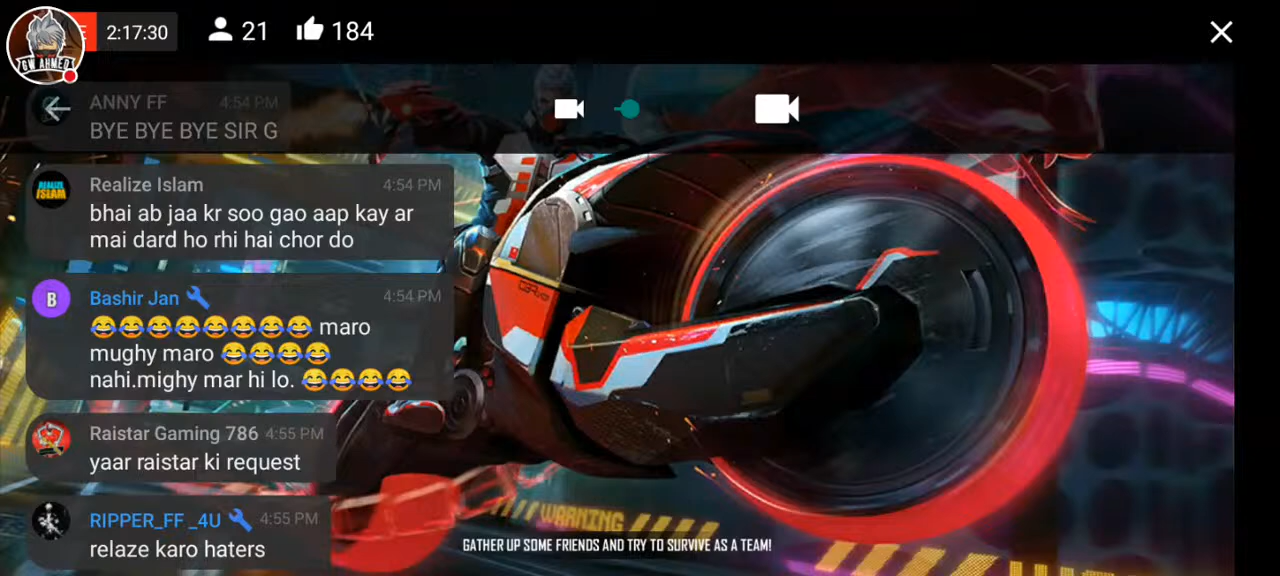 2:17:30
21
184
GW AHMED
ANNY FF 4:54 PM
BYE BYE BYE SIR G
REALIZE ISLAM
Realize Islam 4:54 PM
bhai ab jaa kr soo gao aap kay ar
mai dard ho rhi hai chor do
B
Bashir Jan 🔧 4:54 PM
😂😂😂😂😂😂😂😂 maro
mughy maro 😂😂😂😂
nahi.mighy mar hi lo. 😂😂😂😂
Raistar Gaming 786 4:55 PM
yaar raistar ki request
RIPPER_FF _4U 🔧 4:55 PM
relaze karo haters
WARNING
GATHER UP SOME FRIENDS AND TRY TO SURVIVE AS A TEAM!